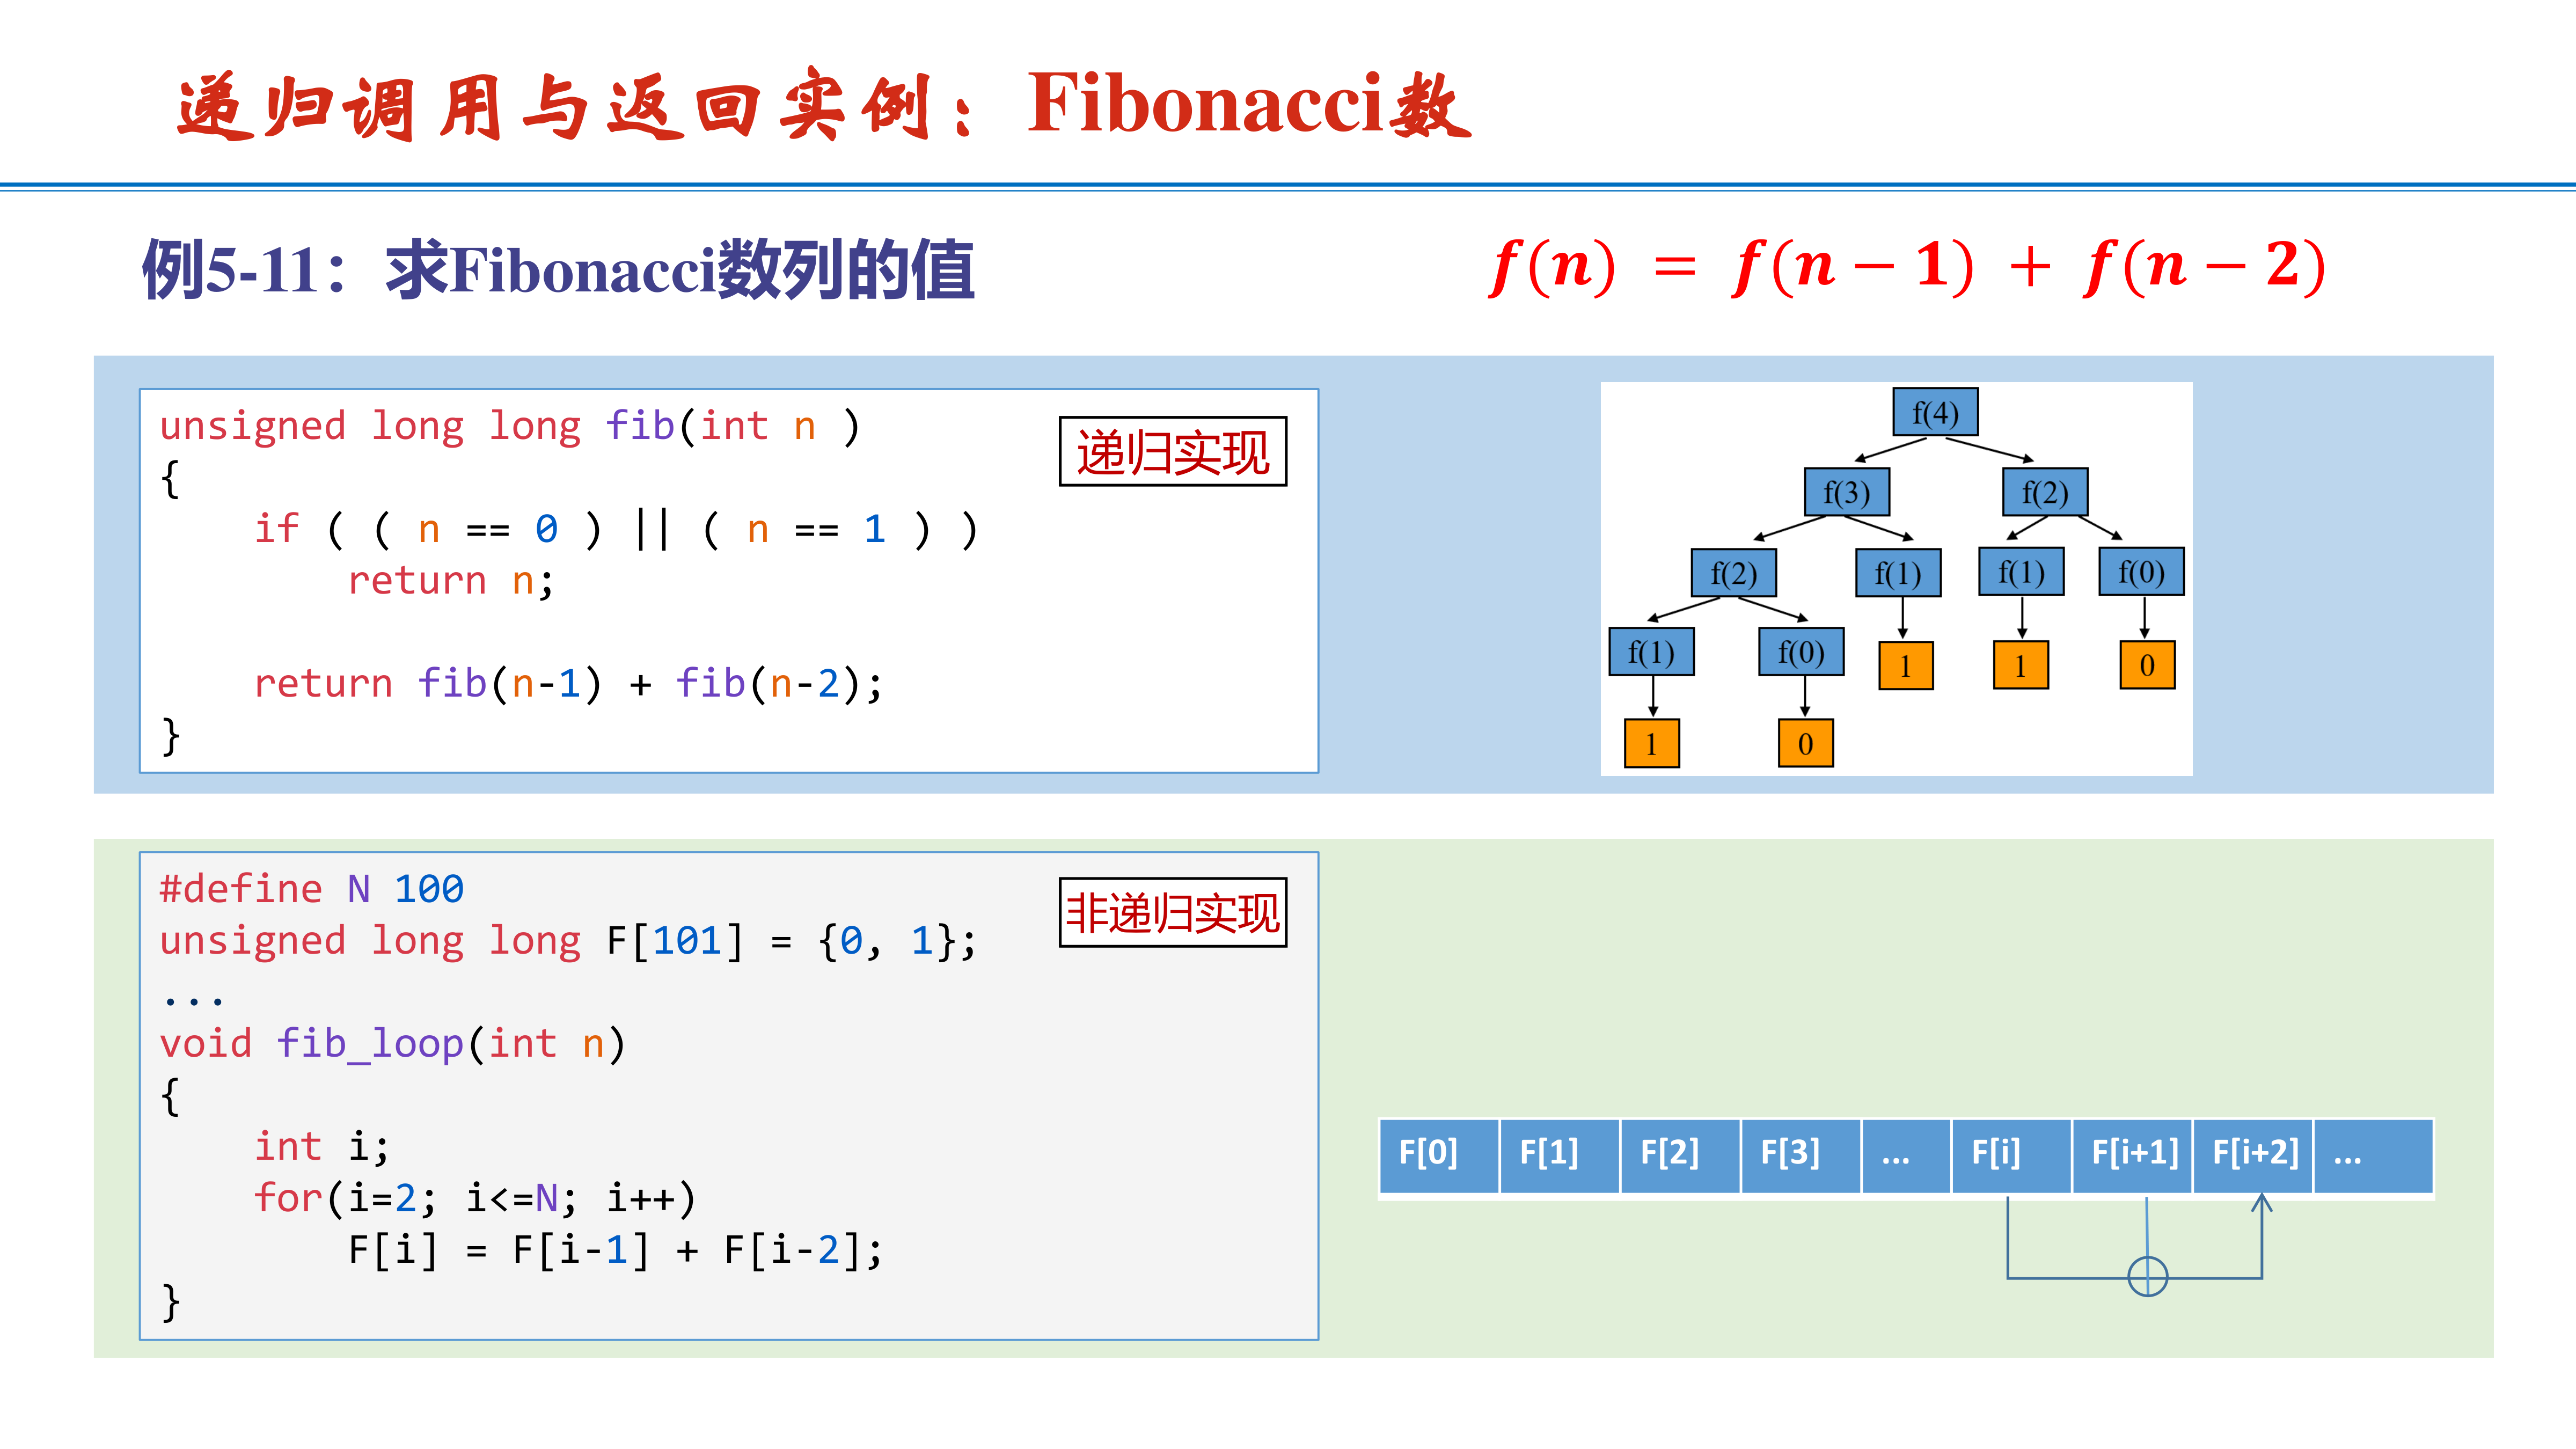 递归调用与返回实例：Fibonacci数
例5-11：求Fibonacci数列的值
f(n) = f(n − 1) + f(n − 2)
unsigned long long fib(int n )
{
    if ( ( n == 0 ) || ( n == 1 ) )
        return n;
    return fib(n-1) + fib(n-2);
}
递归实现
f(4)
f(3) f(2)
f(2) f(1) f(1) f(0)
f(1) f(0) 1 1 0
1 0
#define N 100
unsigned long long F[101] = {0, 1};
...
void fib_loop(int n)
{
    int i;
    for(i=2; i<=N; i++)
        F[i] = F[i-1] + F[i-2];
}
非递归实现
F[0] F[1] F[2] F[3] ... F[i] F[i+1] F[i+2] ...